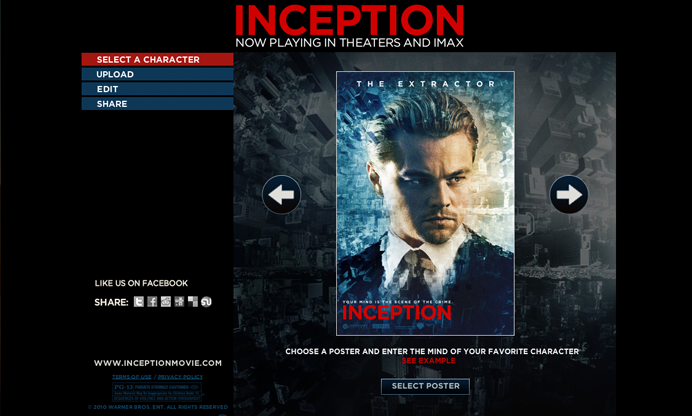 INCEPTION
NOW PLAYING IN THEATERS AND IMAX
SELECT A CHARACTER
UPLOAD
EDIT
SHARE
THE EXTRACTOR
YOUR MIND IS THE SCENE OF THE CRIME.
INCEPTION
LIKE US ON FACEBOOK
SHARE:
CHOOSE A POSTER AND ENTER THE MIND OF YOUR FAVORITE CHARACTER
SEE EXAMPLE
SELECT POSTER
WWW.INCEPTIONMOVIE.COM
TERMS OF USE / PRIVACY POLICY
PG-13
© 2010 WARNER BROS. ENT. ALL RIGHTS RESERVED